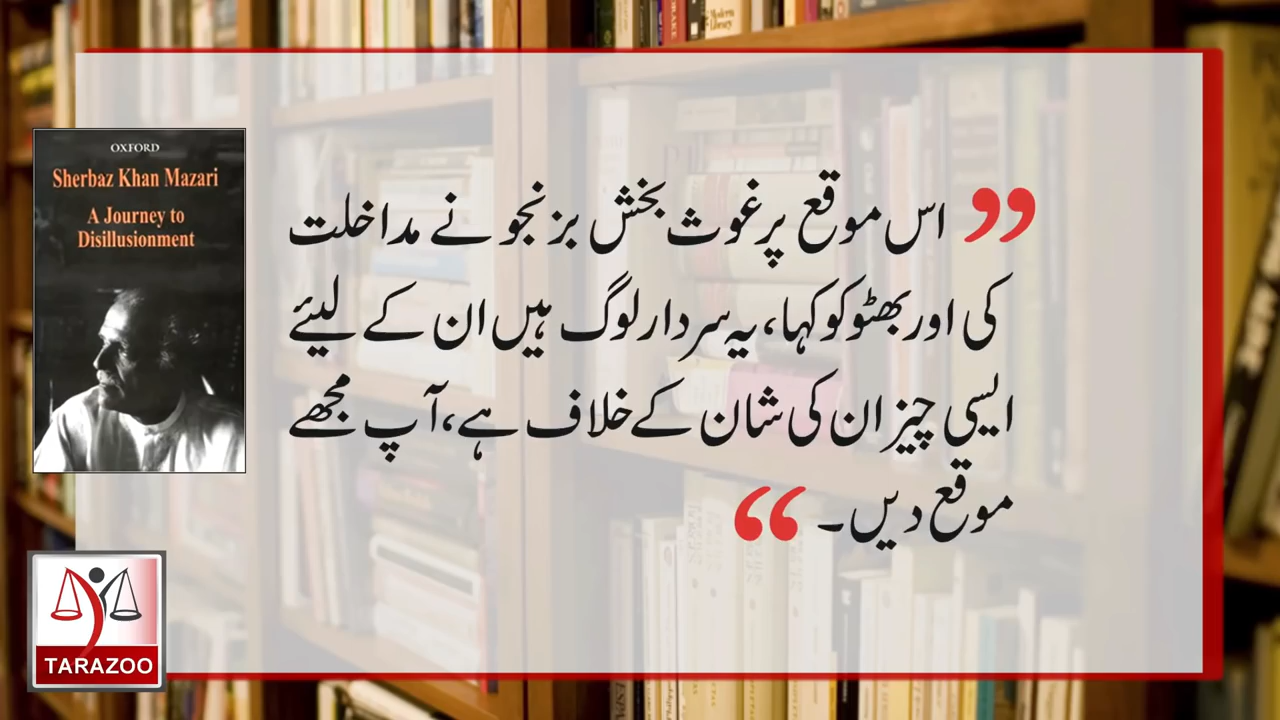 OXFORD
Sherbaz Khan Mazari
A Journey to
Disillusionment
”اس موقع پر غوث بخش بزنجو نے مداخلت
کی اور بھٹو کو کہا، یہ سردار لوگ ہیں ان کے لیئے
ایسی چیز ان کی شان کے خلاف ہے، آپ مجھے
موقع دیں۔“
TARAZOO